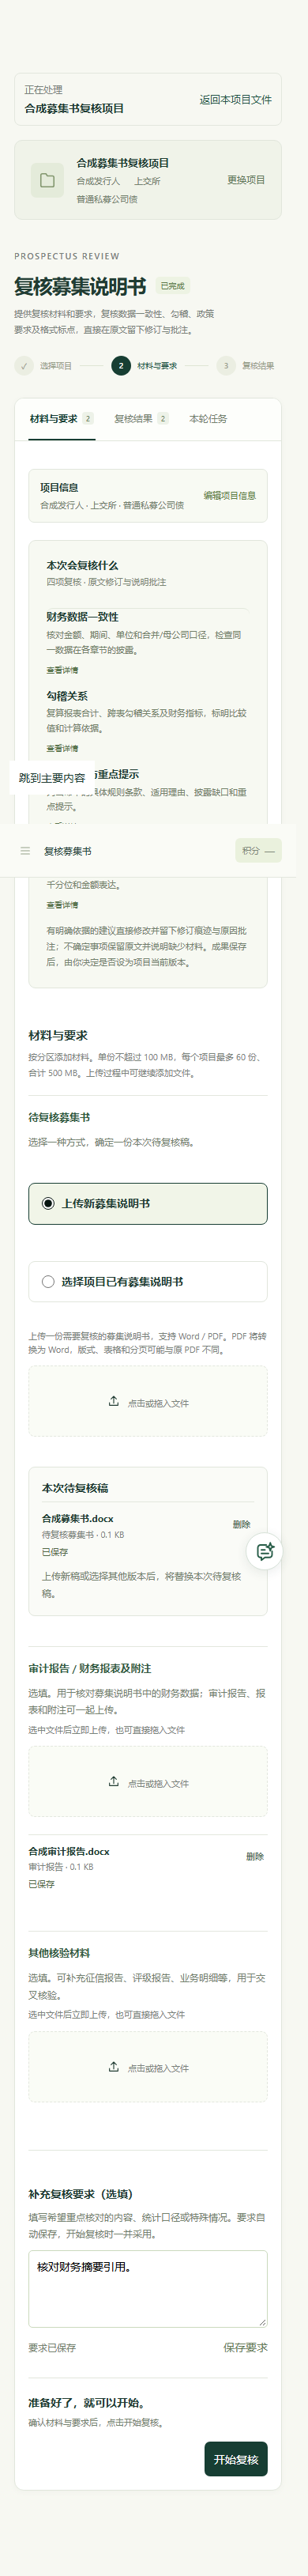 正在处理
合成募集书复核项目
返回本项目文件
合成募集书复核项目
合成发行人 上交所
普通私募公司债
更换项目
PROSPECTUS REVIEW
复核募集说明书 已完成
提供复核材料和要求，复核数据一致性、勾稽、政策
要求及格式标点，直接在原文留下修订与批注。
✓ 选择项目 2 材料与要求 3 复核结果
材料与要求 2 复核结果 2 本轮任务
项目信息
合成发行人 · 上交所 · 普通私募公司债
编辑项目信息
本次会复核什么
四项复核 · 原文修订与说明批注
财务数据一致性
核对金额、期间、单位和合并/母公司口径，检查同
一数据在各章节的披露。
查看详情
勾稽关系
复算报表合计、跨表勾稽关系及财务指标，标明比较
值和计算依据。
查看详情
跳到主要内容
与重点提示
具体规则条款、适用理由、披露缺口和重
点提示。
复核募集书
积分 —
千分位和金额表达。
查看详情
有明确依据的建议直接修改并留下修订痕迹与原因批
注；不确定事项保留原文并说明缺少材料。成果保存
后，由你决定是否设为项目当前版本。
材料与要求
按分区添加材料。单份不超过 100 MB，每个项目最多 60 份、
合计 500 MB。上传过程中可继续添加文件。
待复核募集书
选择一种方式，确定一份本次待复核稿。
上传新募集说明书
选择项目已有募集说明书
上传一份需要复核的募集说明书，支持 Word / PDF。PDF 将转
换为 Word，版式、表格和分页可能与原 PDF 不同。
点击或拖入文件
本次待复核稿
合成募集书.docx
待复核募集书 · 0.1 KB
已保存
删除
上传新稿或选择其他版本后，将替换本次待复核
稿。
审计报告 / 财务报表及附注
选填。用于核对募集说明书中的财务数据；审计报告、报
表和附注可一起上传。
选中文件后立即上传，也可直接拖入文件
点击或拖入文件
合成审计报告.docx
审计报告 · 0.1 KB
已保存
删除
其他核验材料
选填。可补充征信报告、评级报告、业务明细等，用于交
叉核验。
选中文件后立即上传，也可直接拖入文件
点击或拖入文件
补充复核要求（选填）
填写希望重点核对的内容、统计口径或特殊情况。要求自
动保存，开始复核时一并采用。
核对财务摘要引用。
要求已保存
保存要求
准备好了，就可以开始。
确认材料与要求后，点击开始复核。
开始复核